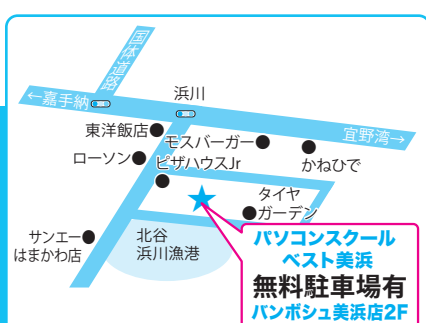 国体道路
←嘉手納
浜川
東洋飯店
モスバーガー
宜野湾→
ローソン
ピザハウスJr
かねひで
タイヤ
ガーデン
サンエー
はまかわ店
北谷
浜川漁港
パソコンスクール
ベスト美浜
無料駐車場有
バンボシュ美浜店2F